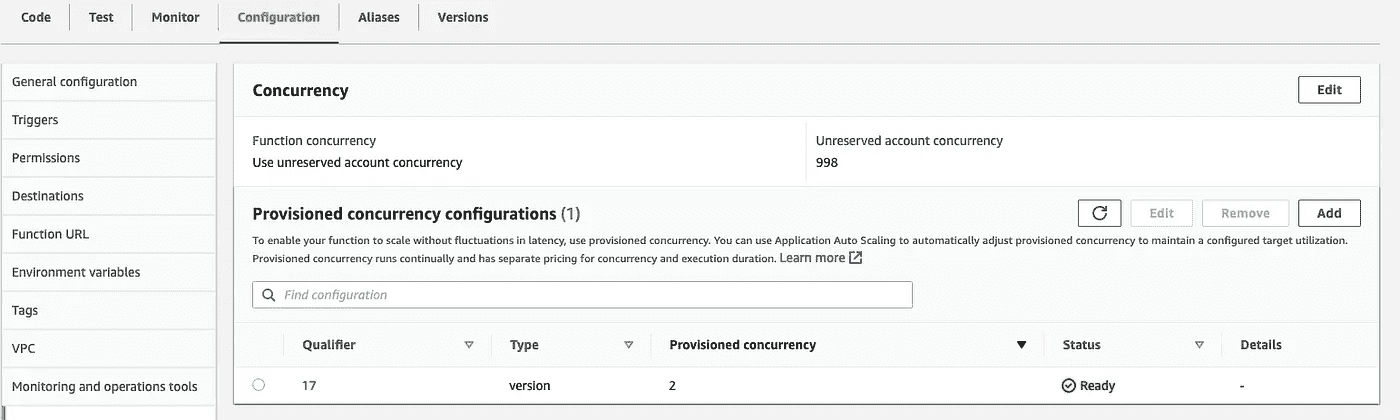 Code Test Monitor Configuration Aliases Versions
General configuration
Triggers
Permissions
Destinations
Function URL
Environment variables
Tags
VPC
Monitoring and operations tools
Concurrency
Edit
Function concurrency
Use unreserved account concurrency
Unreserved account concurrency
998
Provisioned concurrency configurations (1)
Edit Remove Add
To enable your function to scale without fluctuations in latency, use provisioned concurrency. You can use Application Auto Scaling to automatically adjust provisioned concurrency to maintain a configured target utilization.
Provisioned concurrency runs continually and has separate pricing for concurrency and execution duration. Learn more
Find configuration
Qualifier Type Provisioned concurrency Status Details
17 version 2 Ready -